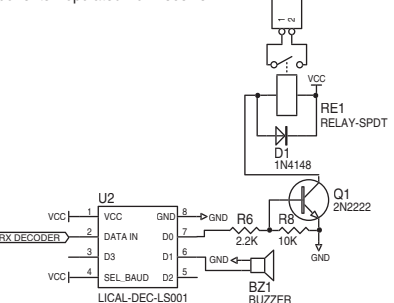 1 2
VCC
RE1
RELAY-SPDT
D1
1N4148
Q1
2N2222
U2
VCC 1 VCC GND 8 GND
RX DECODER 2 DATA IN D0 7
3 D3 D1 6
VCC 4 SEL_BAUD D2 5
LICAL-DEC-LS001
R6
2.2K
R8
10K
GND
GND
BZ1
BUZZER